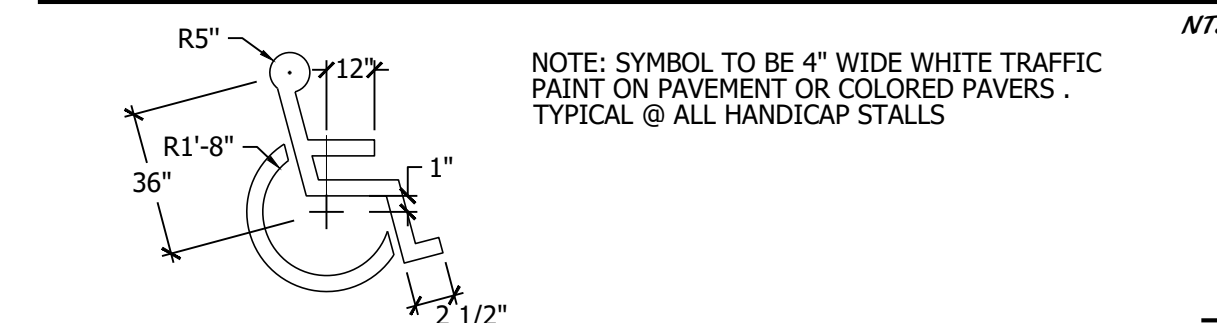 NT
R5"
12"
NOTE: SYMBOL TO BE 4" WIDE WHITE TRAFFIC
PAINT ON PAVEMENT OR COLORED PAVERS .
TYPICAL @ ALL HANDICAP STALLS
R1'-8"
1"
36"
2 1/2"